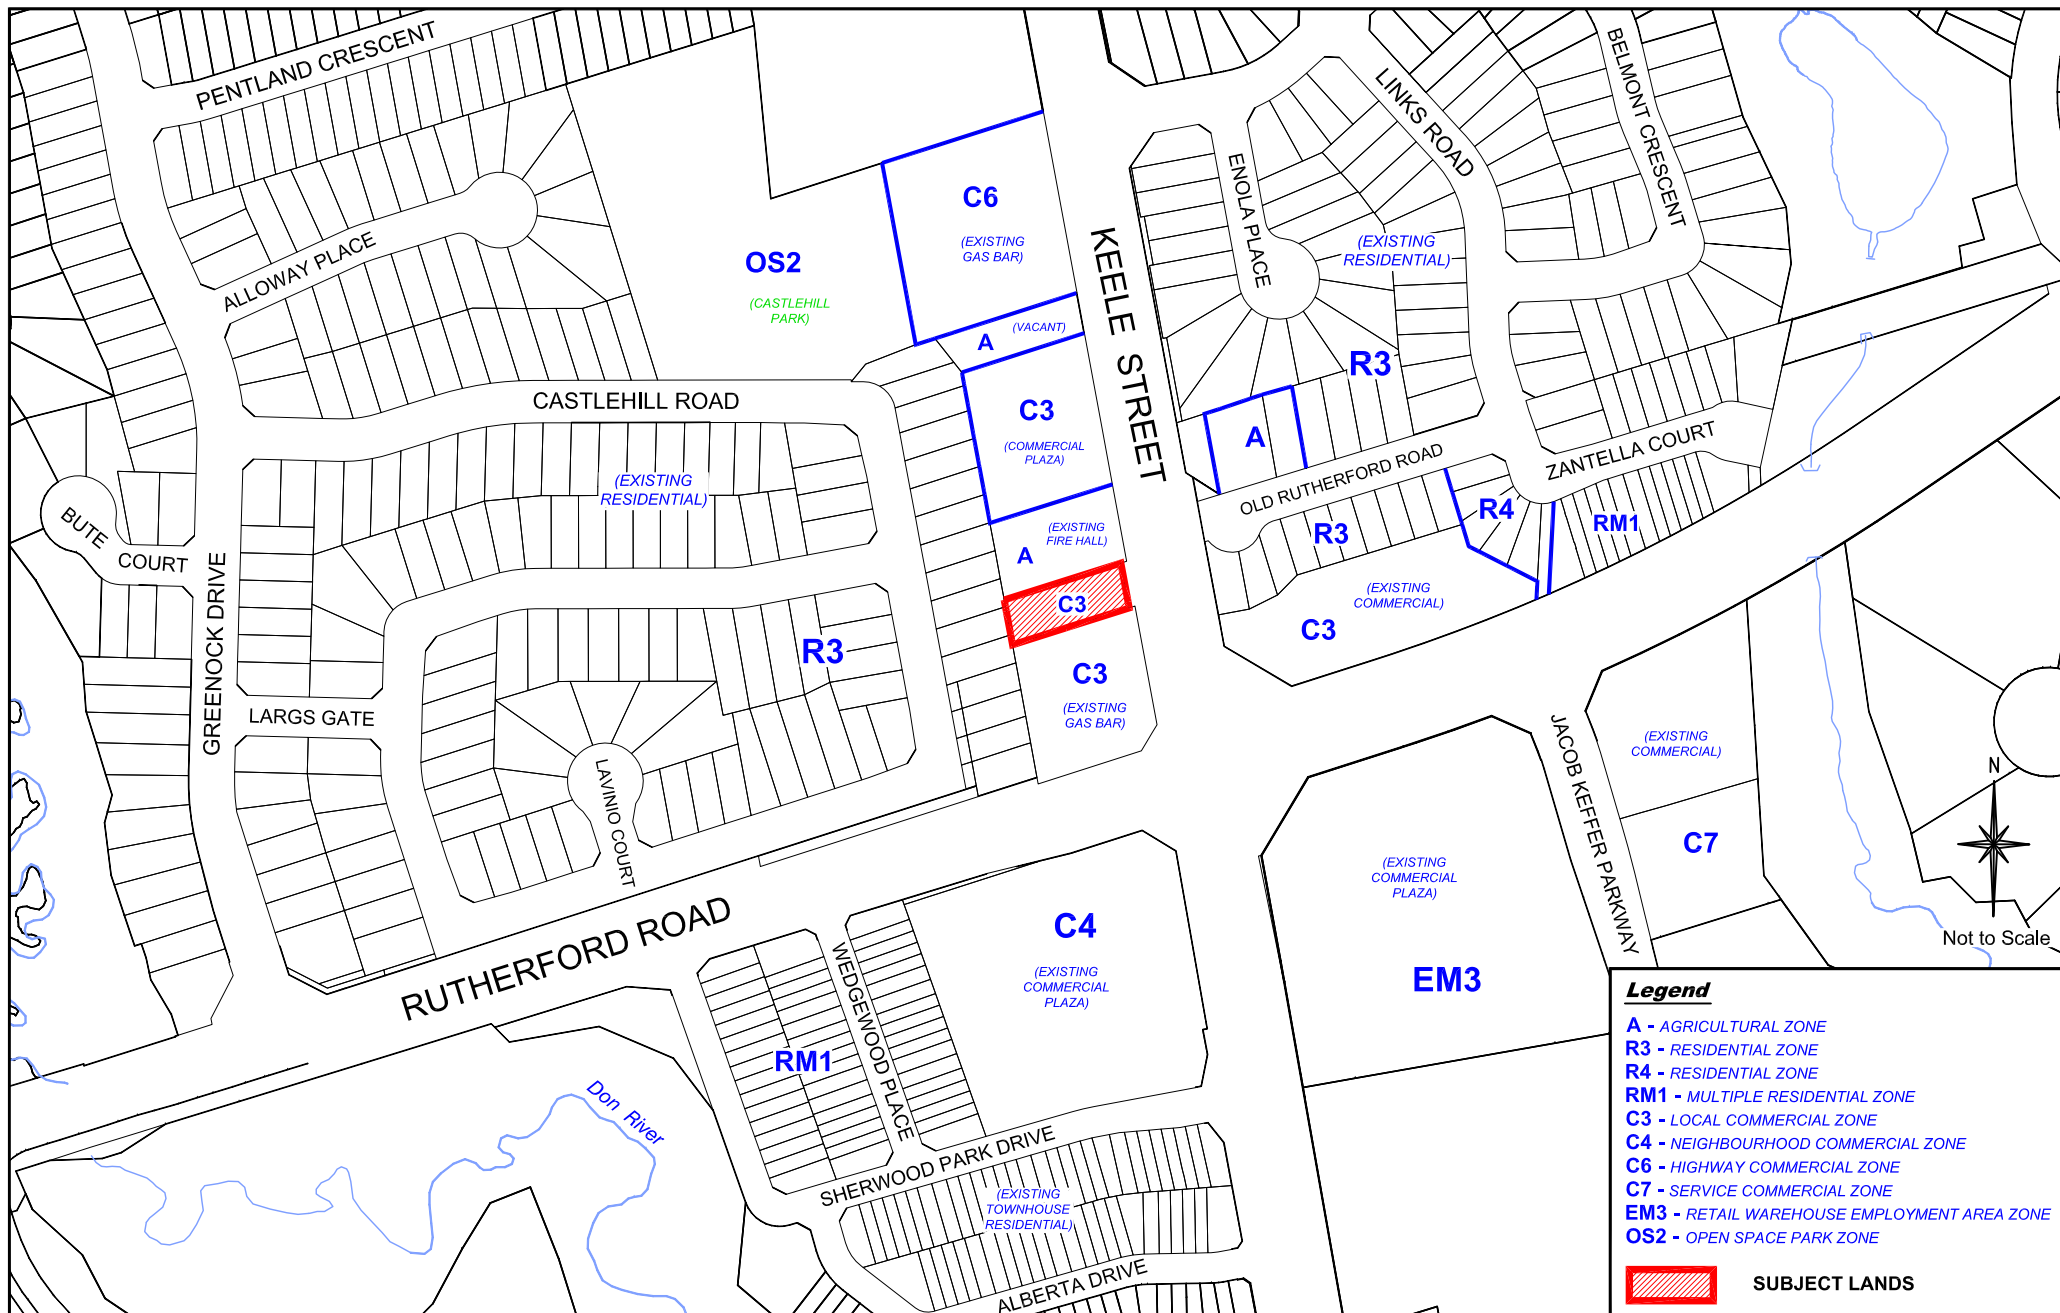 PENTLAND CRESCENT
ALLOWAY PLACE
CASTLEHILL ROAD
BUTE
COURT
GREENOCK DRIVE
LARGS GATE
LAVINIO COURT
(EXISTING
RESIDENTIAL)
R3
OS2
(CASTLEHILL
PARK)
C6
(EXISTING
GAS BAR)
A
(VACANT)
C3
(COMMERCIAL
PLAZA)
(EXISTING
FIRE HALL)
A
C3
C3
(EXISTING
GAS BAR)
KEELE STREET
ENOLA PLACE
LINKS ROAD
BELMONT CRESCENT
(EXISTING
RESIDENTIAL)
R3
A
OLD RUTHERFORD ROAD
ZANTELLA COURT
R3
R4
RM1
(EXISTING
COMMERCIAL)
C3
JACOB KEFFER PARKWAY
(EXISTING
COMMERCIAL)
C7
(EXISTING
COMMERCIAL
PLAZA)
EM3
RUTHERFORD ROAD
C4
(EXISTING
COMMERCIAL
PLAZA)
WEDGEWOOD PLACE
RM1
Don River
SHERWOOD PARK DRIVE
(EXISTING
TOWNHOUSE
RESIDENTIAL)
ALBERTA DRIVE
N
Not to Scale
Legend
A - AGRICULTURAL ZONE
R3 - RESIDENTIAL ZONE
R4 - RESIDENTIAL ZONE
RM1 - MULTIPLE RESIDENTIAL ZONE
C3 - LOCAL COMMERCIAL ZONE
C4 - NEIGHBOURHOOD COMMERCIAL ZONE
C6 - HIGHWAY COMMERCIAL ZONE
C7 - SERVICE COMMERCIAL ZONE
EM3 - RETAIL WAREHOUSE EMPLOYMENT AREA ZONE
OS2 - OPEN SPACE PARK ZONE
SUBJECT LANDS